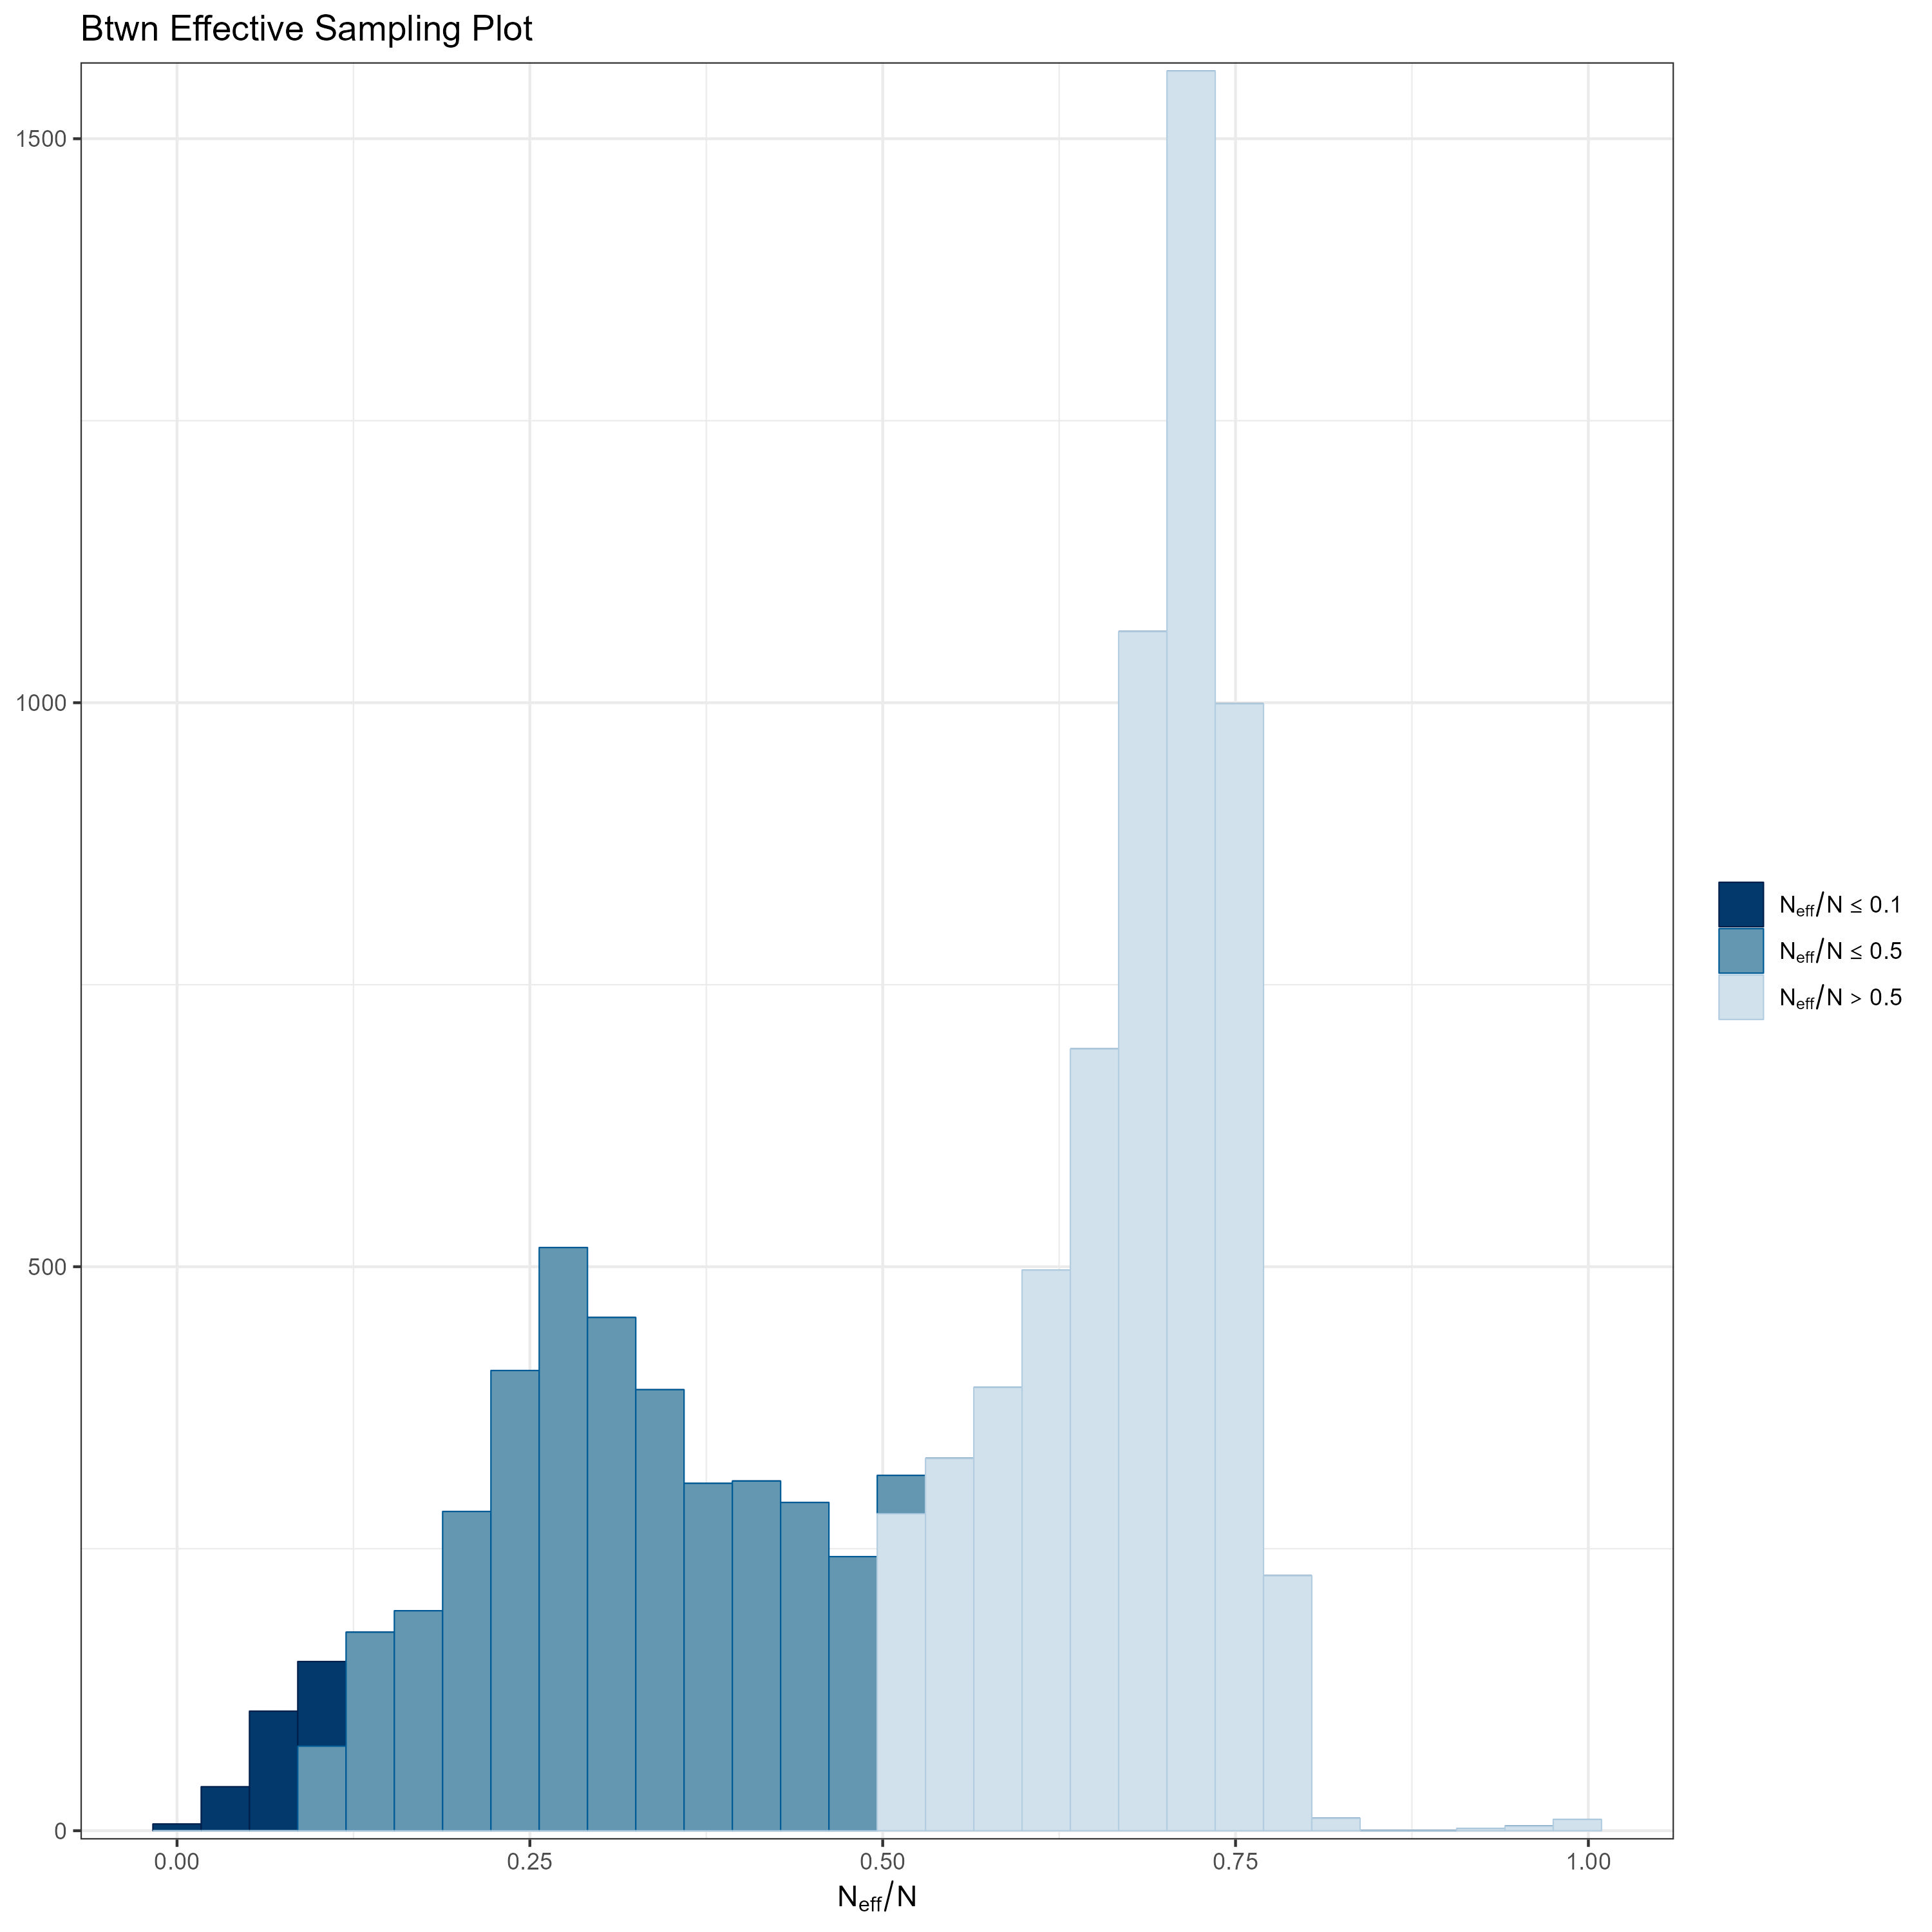 Btwn Effective Sampling Plot
1500
1000
500
0
0.00 0.25 0.50 0.75 1.00
Neff/N
Neff/N ≤ 0.1
Neff/N ≤ 0.5
Neff/N > 0.5